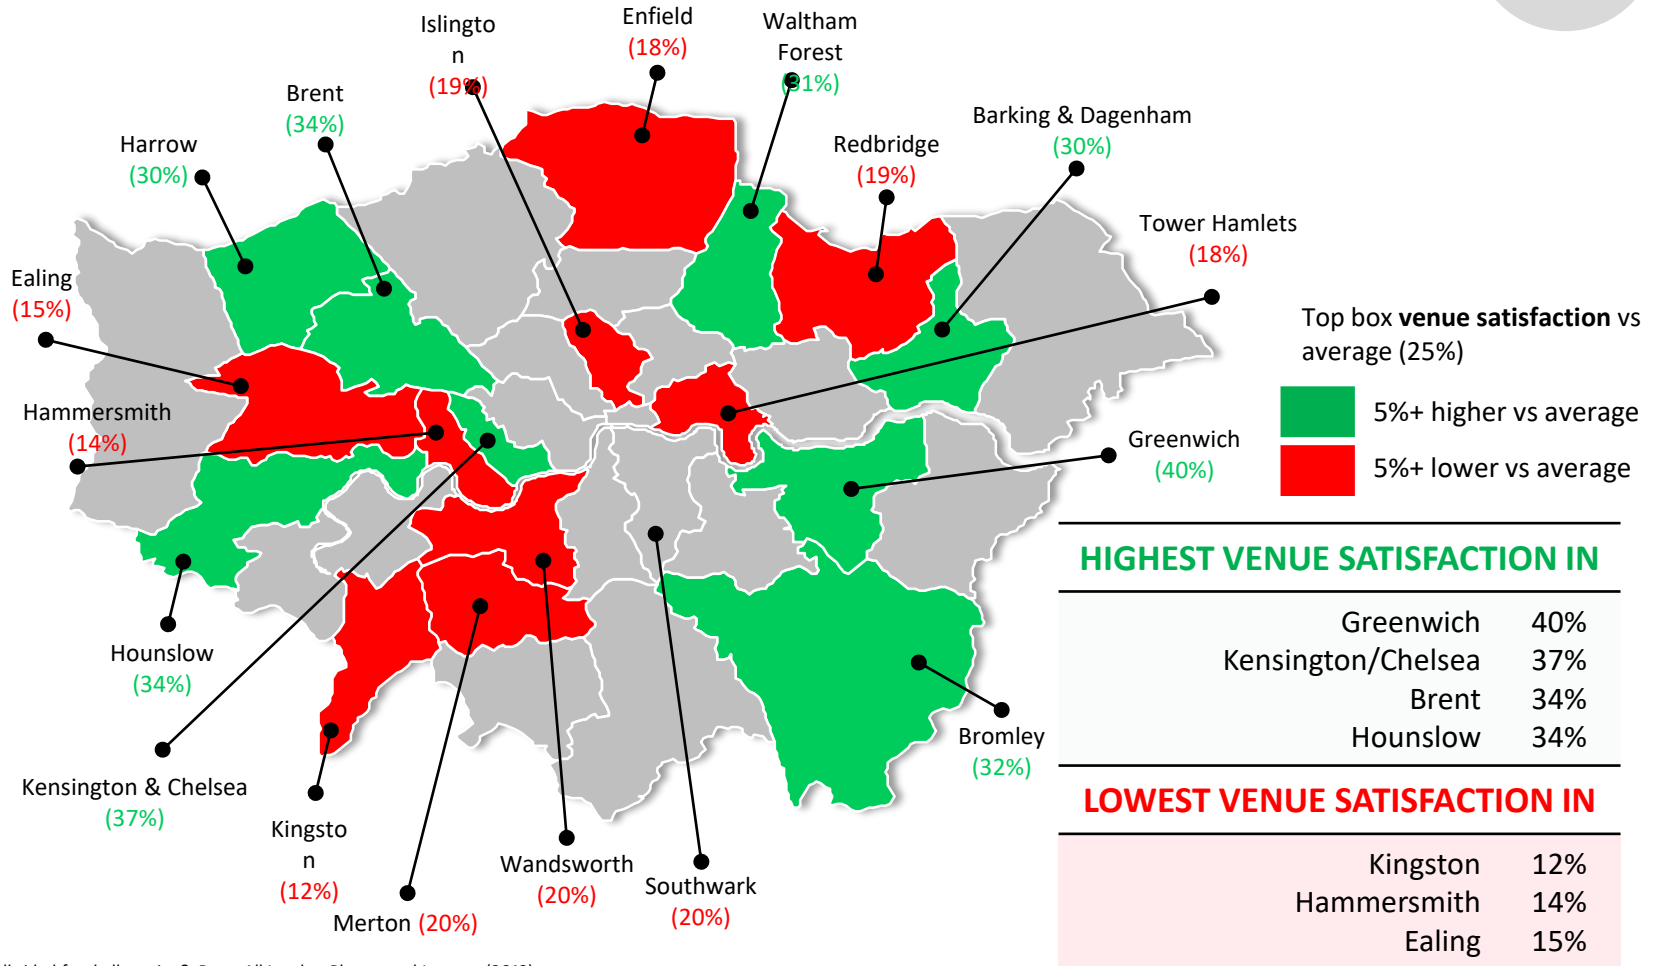 Islingto
n
(19%)
Enfield
(18%)
Waltham
Forest
(31%)
Brent
(34%)
Harrow
(30%)
Barking & Dagenham
(30%)
Redbridge
(19%)
Tower Hamlets
(18%)
Ealing
(15%)
Hammersmith
(14%)
Greenwich
(40%)
Hounslow
(34%)
Kensington & Chelsea
(37%)
Kingsto
n
(12%)
Merton (20%)
Wandsworth
(20%)
Southwark
(20%)
Bromley
(32%)
Top box venue satisfaction vs
average (25%)
5%+ higher vs average
5%+ lower vs average
HIGHEST VENUE SATISFACTION IN
Greenwich 40%
Kensington/Chelsea 37%
Brent 34%
Hounslow 34%
LOWEST VENUE SATISFACTION IN
Kingston 12%
Hammersmith 14%
Ealing 15%